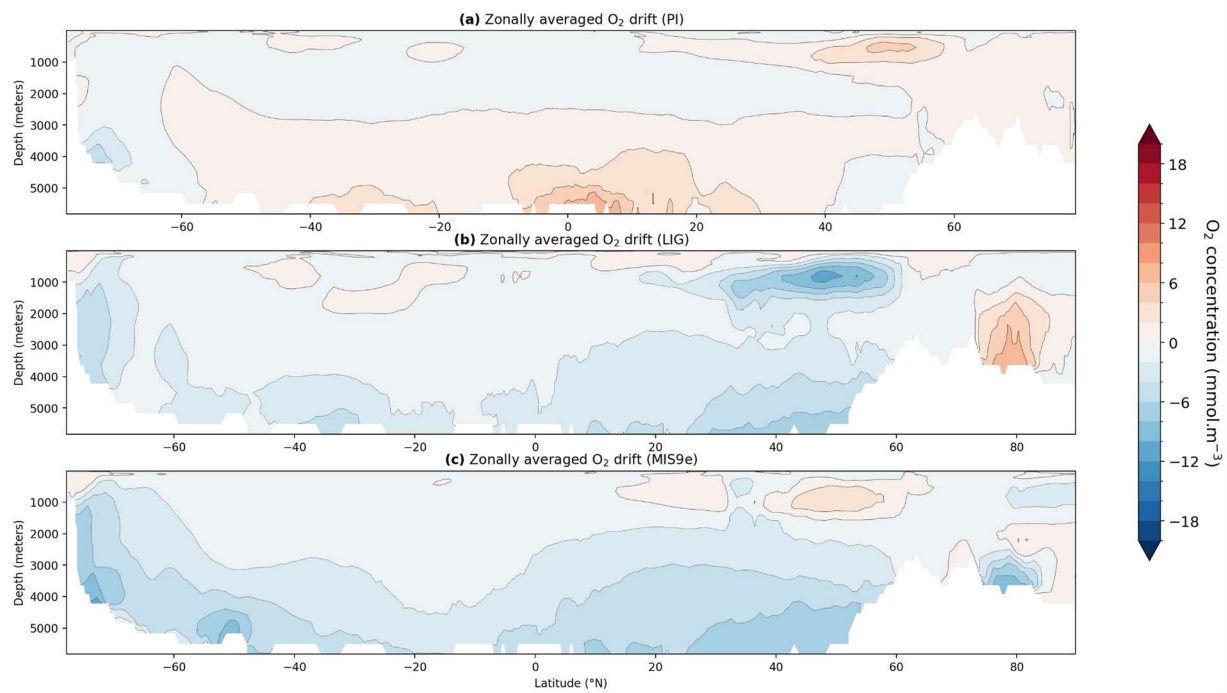 (a) Zonally averaged O₂ drift (PI)
1000
2000
3000
4000
5000
Depth (meters)
−60 −40 −20 0 20 40 60
(b) Zonally averaged O₂ drift (LIG)
1000
2000
3000
4000
5000
Depth (meters)
−60 −40 −20 0 20 40 60 80
(c) Zonally averaged O₂ drift (MIS9e)
1000
2000
3000
4000
5000
Depth (meters)
−60 −40 −20 0 20 40 60 80
Latitude (°N)
18
12
6
0
−6
−12
−18
O₂ concentration (mmol.m⁻³)